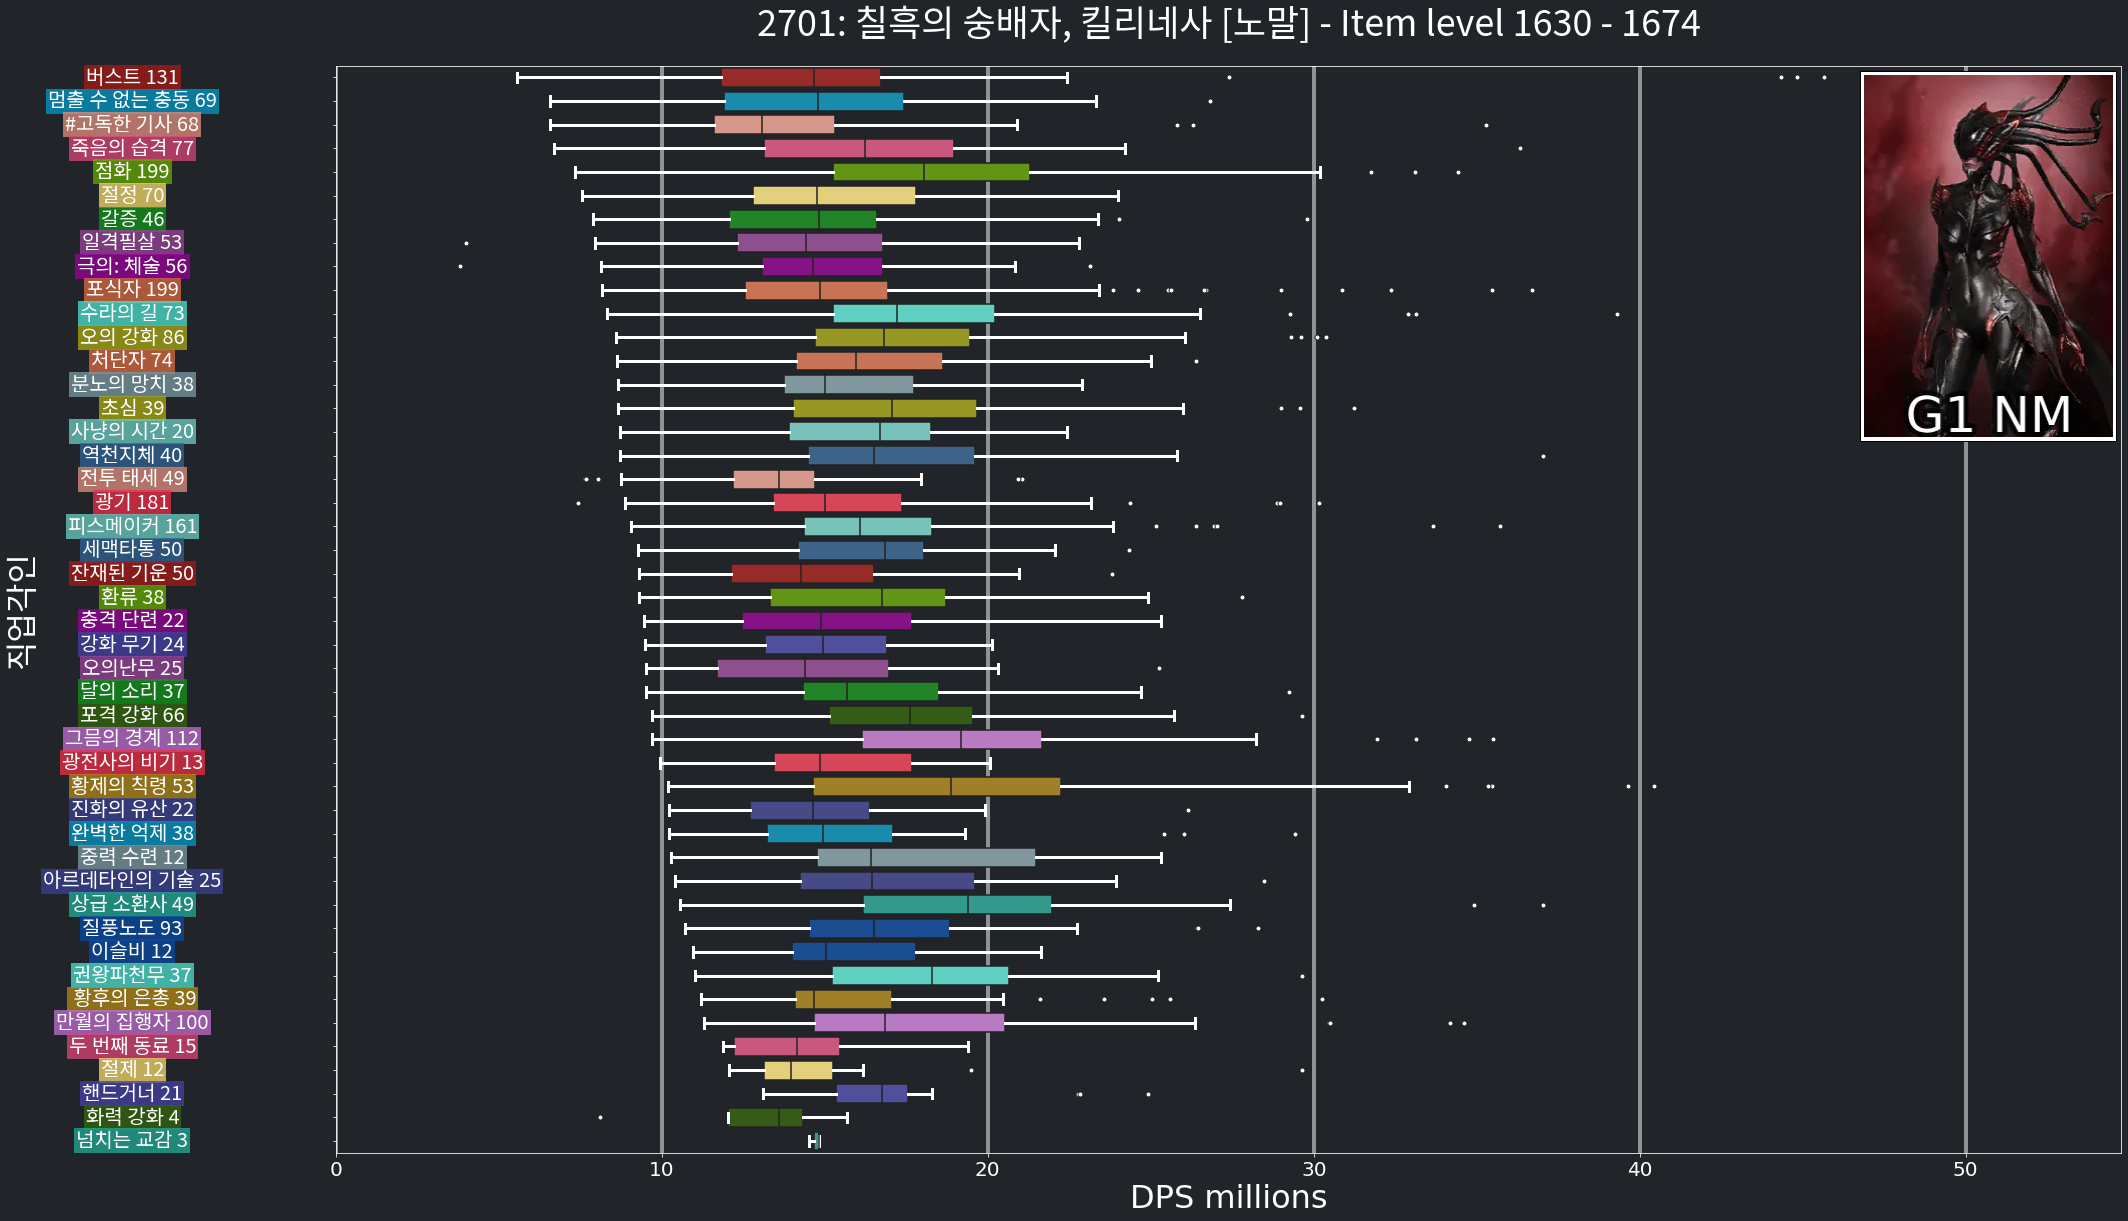 2701: 칠흑의 숭배자, 킬리네사 [노말] - Item level 1630 - 1674
버스트 131
멈출 수 없는 충동 69
#고독한 기사 68
죽음의 습격 77
점화 199
절정 70
갈증 46
일격필살 53
극의: 체술 56
포식자 199
수라의 길 73
오의 강화 86
처단자 74
분노의 망치 38
초심 39
사냥의 시간 20
역천지체 40
전투 태세 49
광기 181
피스메이커 161
세맥타통 50
잔재된 기운 50
환류 38
충격 단련 22
강화 무기 24
오의난무 25
달의 소리 37
포격 강화 66
그믐의 경계 112
광전사의 비기 13
황제의 칙령 53
진화의 유산 22
완벽한 억제 38
중력 수련 12
아르데타인의 기술 25
상급 소환사 49
질풍노도 93
이슬비 12
권왕파천무 37
황후의 은총 39
만월의 집행자 100
두 번째 동료 15
절제 12
핸드거너 21
화력 강화 4
넘치는 교감 3
직업각인
G1 NM
0 10 20 30 40 50
DPS millions